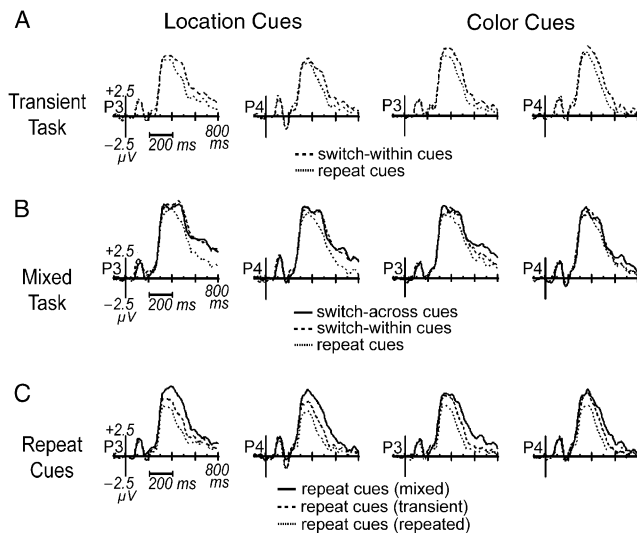 A
Location Cues
Color Cues
Transient
Task
+2.5
P3
−2.5
µV
200 ms
800
ms
P4
P3
P4
switch-within cues
repeat cues
B
Mixed
Task
+2.5
P3
−2.5
µV
200 ms
800
ms
P4
P3
P4
switch-across cues
switch-within cues
repeat cues
C
Repeat
Cues
+2.5
P3
−2.5
µV
200 ms
800
ms
P4
P3
P4
repeat cues (mixed)
repeat cues (transient)
repeat cues (repeated)